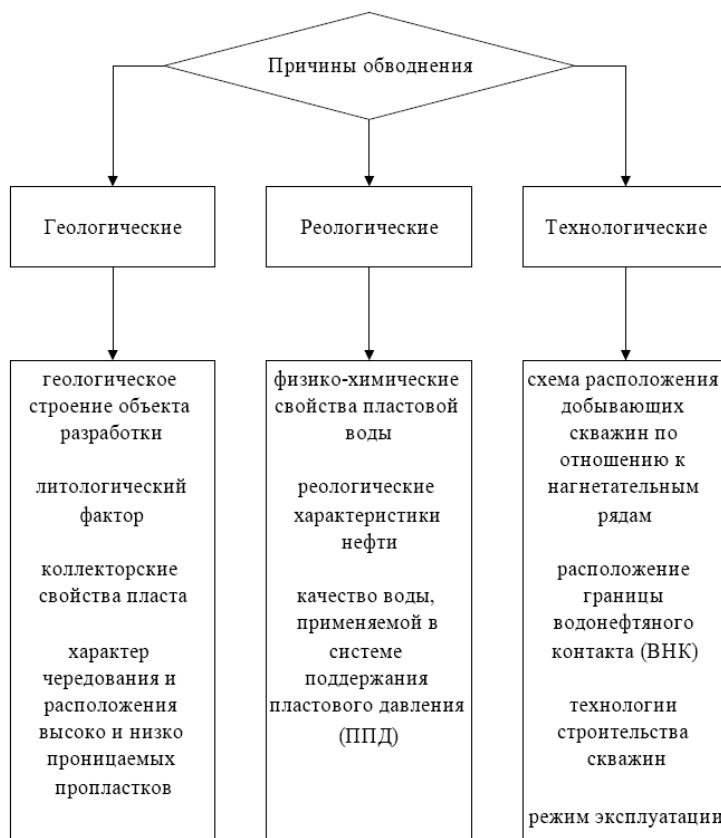 Причины обводнения
Геологические
Реологические
Технологические
геологическое
строение объекта
разработки
литологический
фактор
коллекторские
свойства пласта
характер
чередования и
расположения
высоко и низко
проницаемых
пропластков
физико-химические
свойства пластовой
воды
реологические
характеристики
нефти
качество воды,
применяемой в
системе
поддержания
пластового давления
(ППД)
схема расположения
добывающих
скважин по
отношению к
нагнетательным
рядам
расположение
границы
водонефтяного
контакта (ВНК)
технологии
строительства
скважин
режим эксплуатации